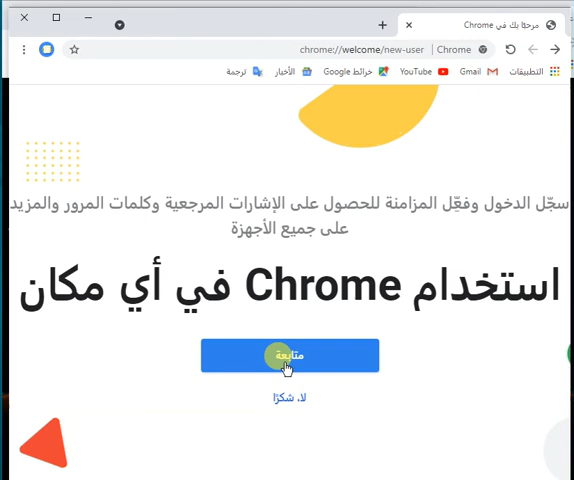 مرحبًا بك في Chrome
Chrome | chrome://welcome/new-user
التطبيقات Gmail YouTube خرائط Google الأخبار ترجمة
سجّل الدخول وفعّل المزامنة للحصول على الإشارات المرجعية وكلمات المرور والمزيد
على جميع الأجهزة
استخدام Chrome في أي مكان
متابعة
لا، شكرًا